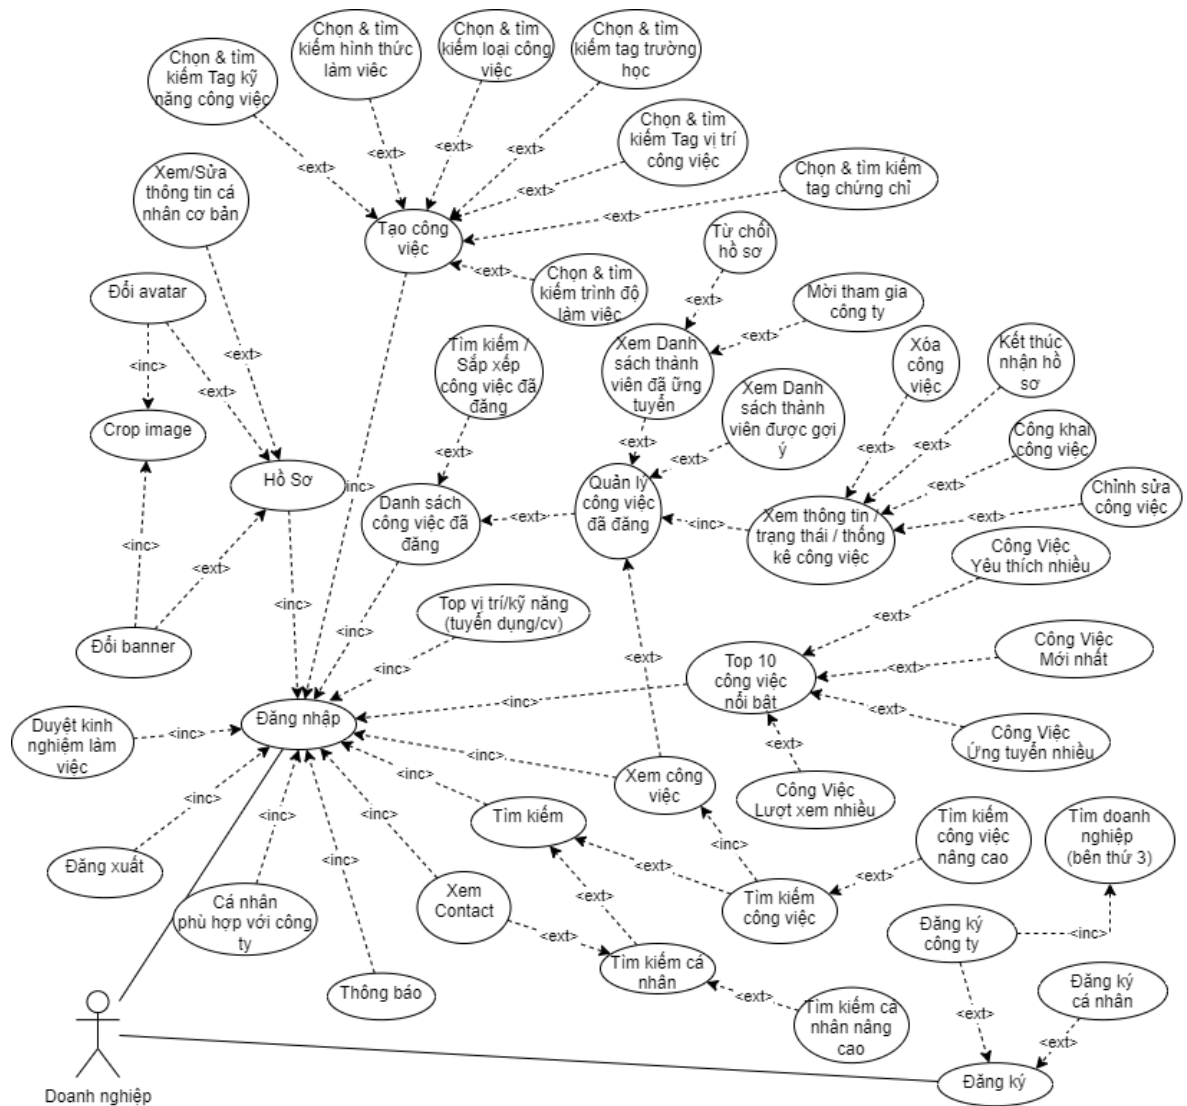 Chọn & tìm
kiếm Tag kỹ
năng công việc
Chọn & tìm
kiếm hình thức
làm viêc
Chọn & tìm
kiếm loại công
việc
Chọn & tìm
kiếm tag trường
học
Chọn & tìm
kiếm Tag vị trí
công việc
Chọn & tìm kiếm
tag chứng chỉ
<ext>
<ext>
<ext>
<ext>
<ext>
<ext>
Xem/Sửa
thông tin cá
nhân cơ bản
Tạo công
việc
<ext>
Chọn & tìm
kiếm trình độ
làm việc
Từ chối
hồ sơ
<ext>
Mời tham gia
công ty
<ext>
Đổi avatar
<inc>
<ext>
<ext>
Crop image
Tìm kiếm /
Sắp xếp
công việc đã
đăng
<ext>
Xem Danh
sách thành
viên đã ứng
tuyển
<ext>
Xem Danh
sách thành
viên được gợi
ý
<ext>
Xóa
công
việc
<ext>
Kết thúc
nhận hồ
sơ
<ext>
Công khai
công việc
<ext>
Chỉnh sửa
công việc
<ext>
Hồ Sơ
inc>
Danh sách
công việc đã
đăng
<ext>
Quản lý
công việc
đã đăng
<inc>
Xem thông tin /
trạng thái / thống
kê công việc
<inc>
<ext>
<inc>
<inc>
Top vị trí/kỹ năng
(tuyển dụng/cv)
<inc>
<ext>
Công Việc
Yêu thích nhiều
<ext>
Đổi banner
Top 10
công việc
nổi bật
<ext>
Công Việc
Mới nhất
<inc>
<ext>
Duyệt kinh
nghiệm làm
việc
<inc>
Đăng nhập
<inc>
Công Việc
Ứng tuyển nhiều
<ext>
Xem công
việc
Công Việc
Lượt xem nhiều
<inc>
<inc>
<inc>
<inc>
<inc>
Tìm kiếm
<inc>
<ext>
Tìm kiếm
công việc
nâng cao
<ext>
Tìm doanh
nghiệp
(bên thứ 3)
Đăng xuất
Cá nhân
phù hợp với công
ty
Xem
Contact
<ext>
<ext>
Tìm kiếm
công việc
Đăng ký
công ty
<inc>
Tìm kiếm cá
nhân
<ext>
Tìm kiếm cá
nhân nâng
cao
Thông báo
Đăng ký
cá nhân
<ext>
<ext>
Đăng ký
Doanh nghiệp